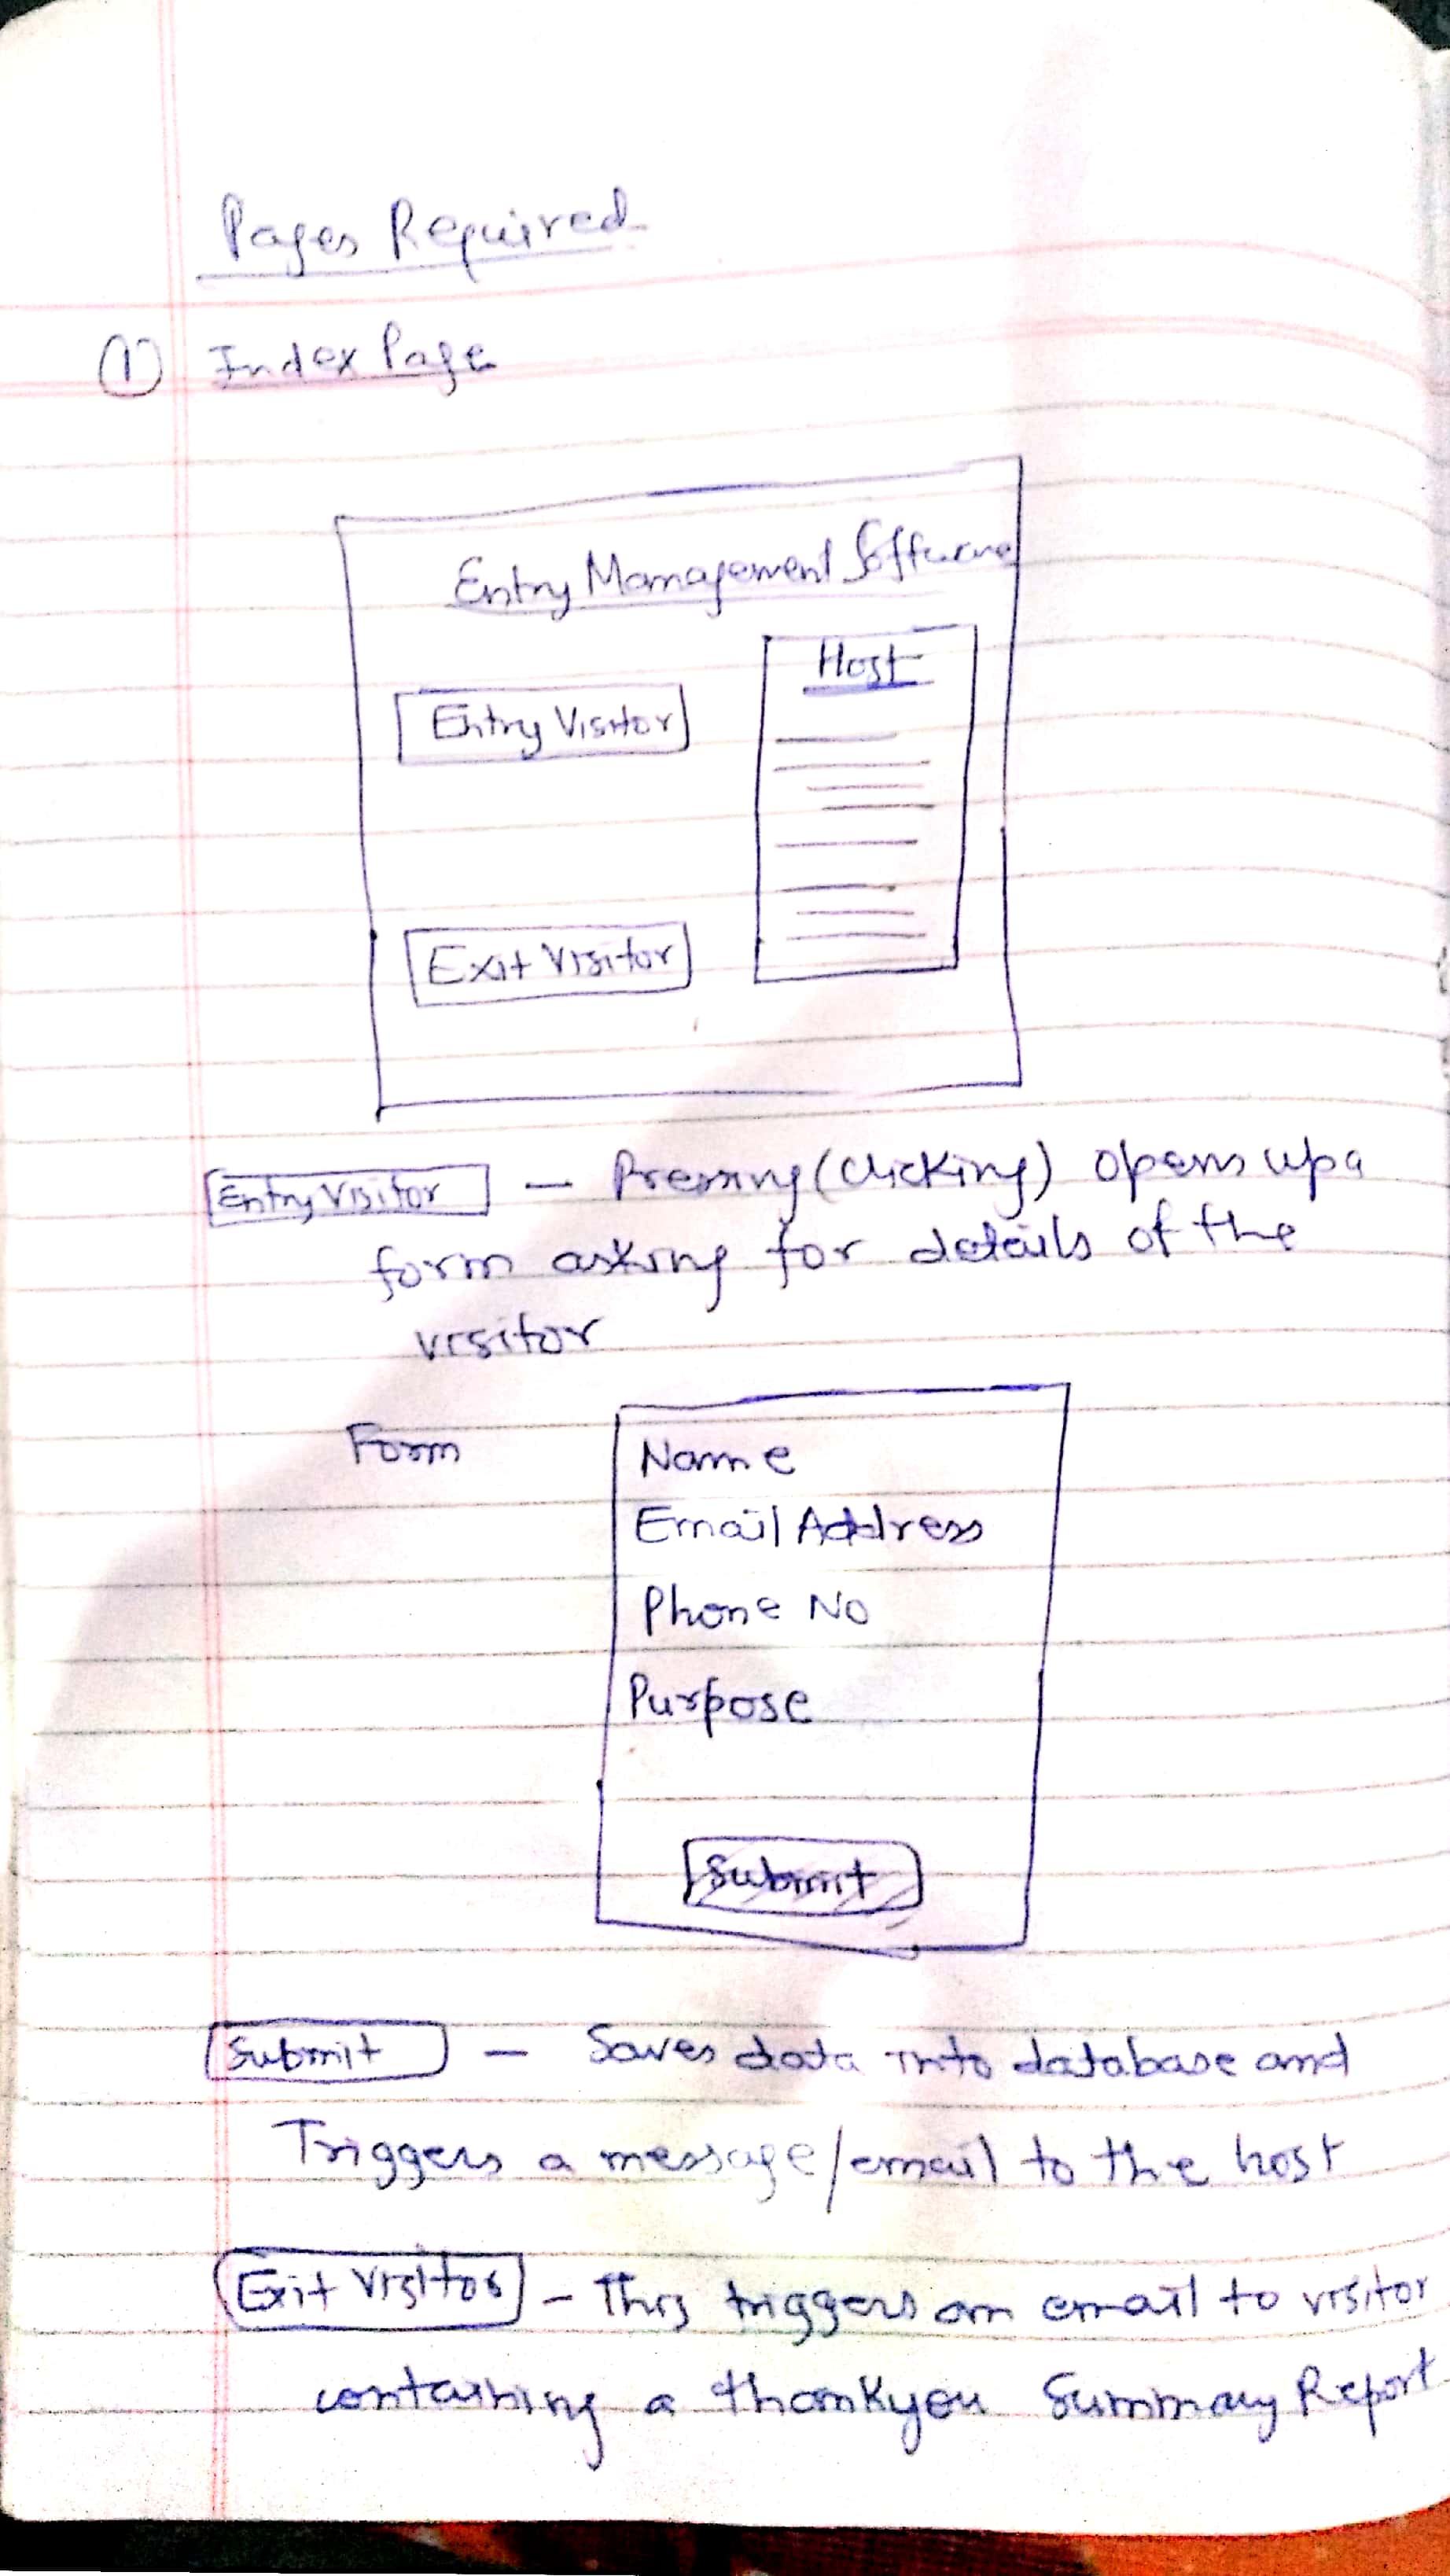 Pages Required
① Index Page
Entry Management Software
Host
Entry Visitor
Exit Visitor
Entry Visitor — Pressing (Clicking) opens up a
form asking for details of the
visitor
Form
Name
Email Address
Phone No
Purpose
Submit
Submit — Saves data into database and
Triggers a message/email to the host
Exit Visitor – This triggers an email to visitor
containing a thankyou Summary Report